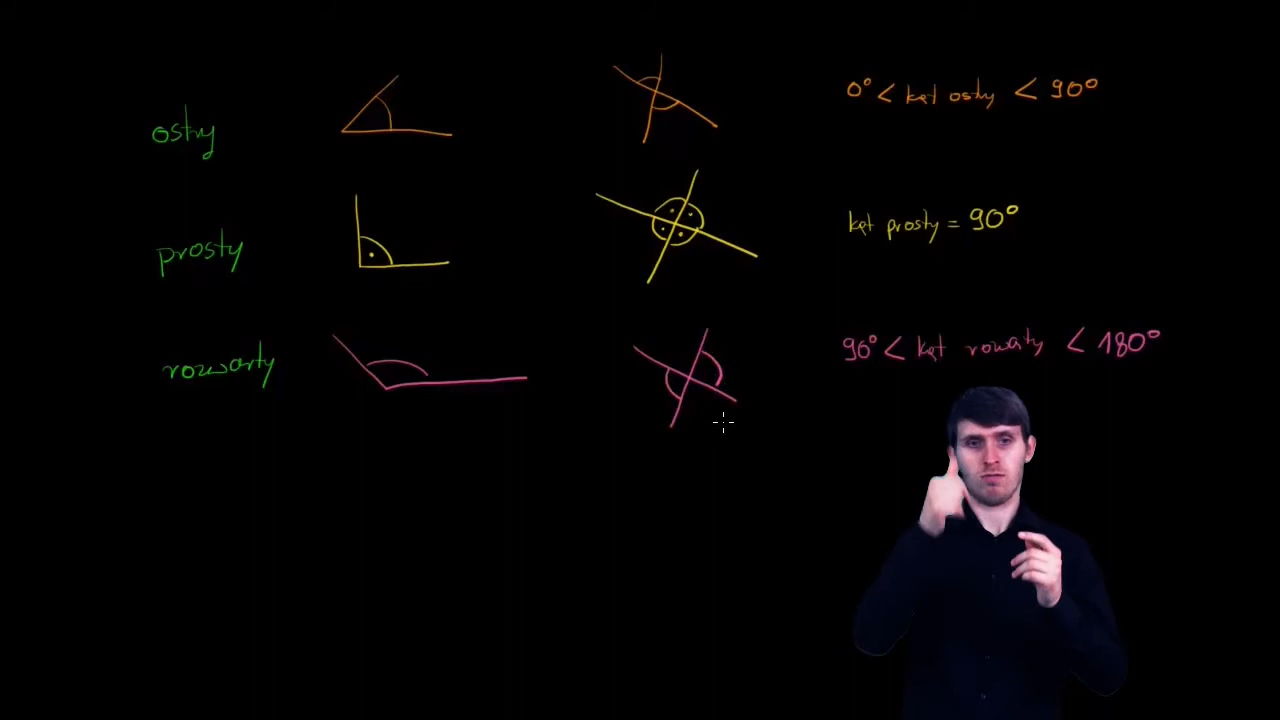 ostry 0° < kąt ostry < 90°
prosty kąt prosty = 90°
rozwarty 90° < kąt rozwarty < 180°